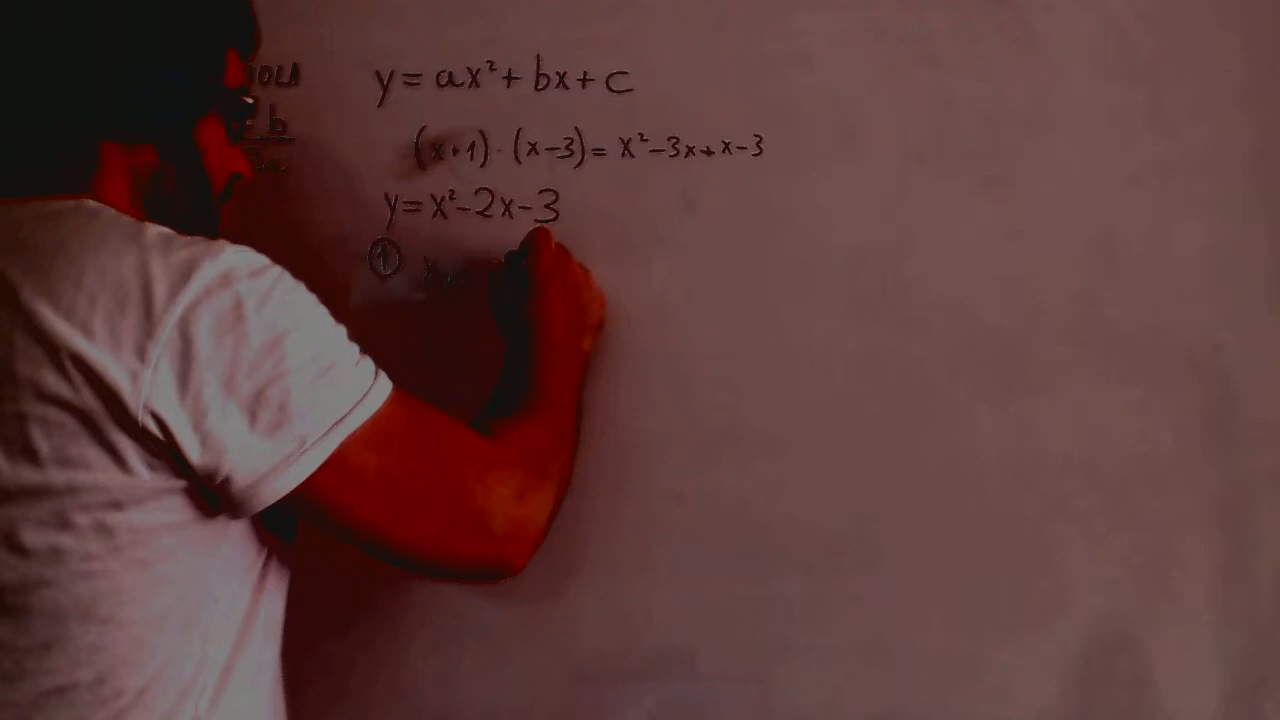 y = ax² + bx + c
(x+1) · (x-3) = x² - 3x + x - 3
y = x² - 2x - 3
①